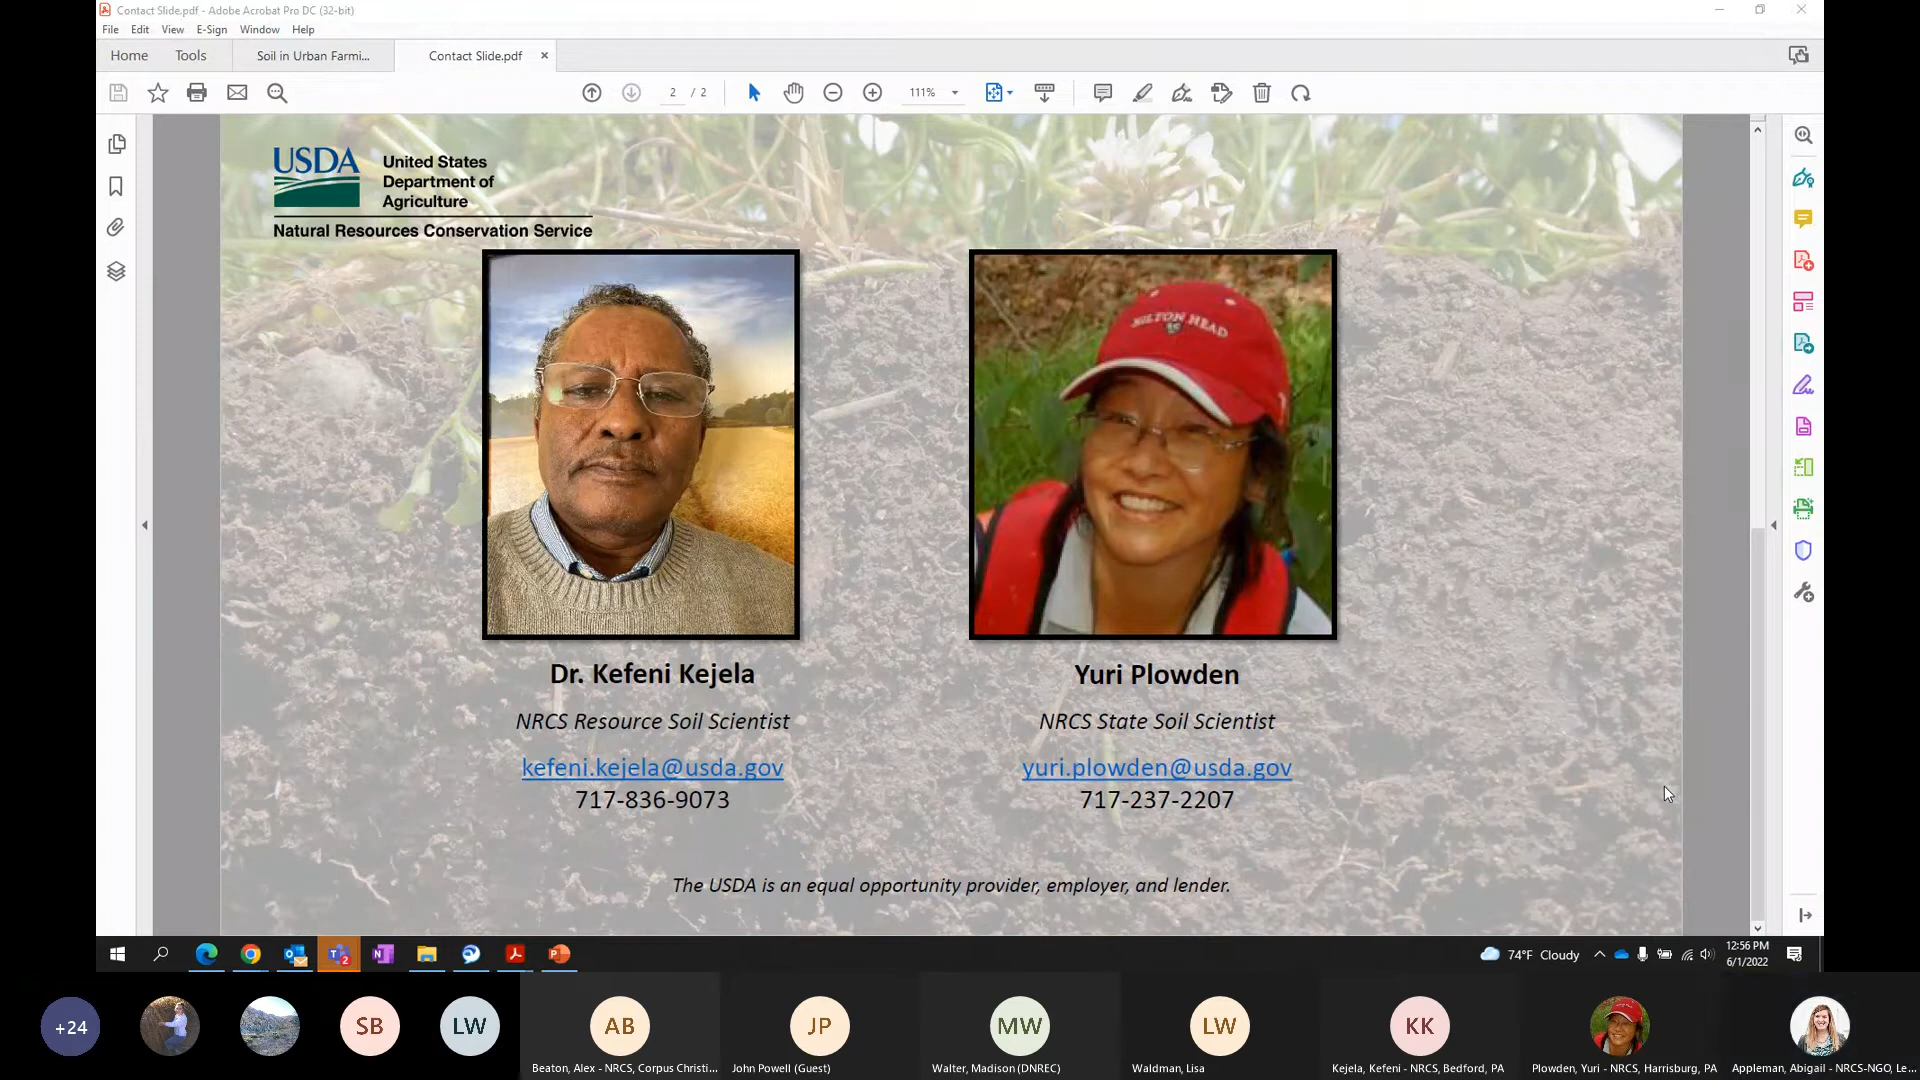 Contact Slide.pdf - Adobe Acrobat Pro DC (32-bit)
File Edit View E-Sign Window Help
Home Tools Soil in Urban Farmi... Contact Slide.pdf
2 / 2 111%
USDA
United States
Department of
Agriculture
Natural Resources Conservation Service
HILTON HEAD
Dr. Kefeni Kejela
NRCS Resource Soil Scientist
kefeni.kejela@usda.gov
717-836-9073
Yuri Plowden
NRCS State Soil Scientist
yuri.plowden@usda.gov
717-237-2207
The USDA is an equal opportunity provider, employer, and lender.
74°F Cloudy
12:56 PM
6/1/2022
+24
SB
LW
AB
JP
MW
LW
KK
Beaton, Alex - NRCS, Corpus Christi...
John Powell (Guest)
Walter, Madison (DNREC)
Waldman, Lisa
Kejela, Kefeni - NRCS, Bedford, PA
Plowden, Yuri - NRCS, Harrisburg, PA
Appleman, Abigail - NRCS-NGO, Le...